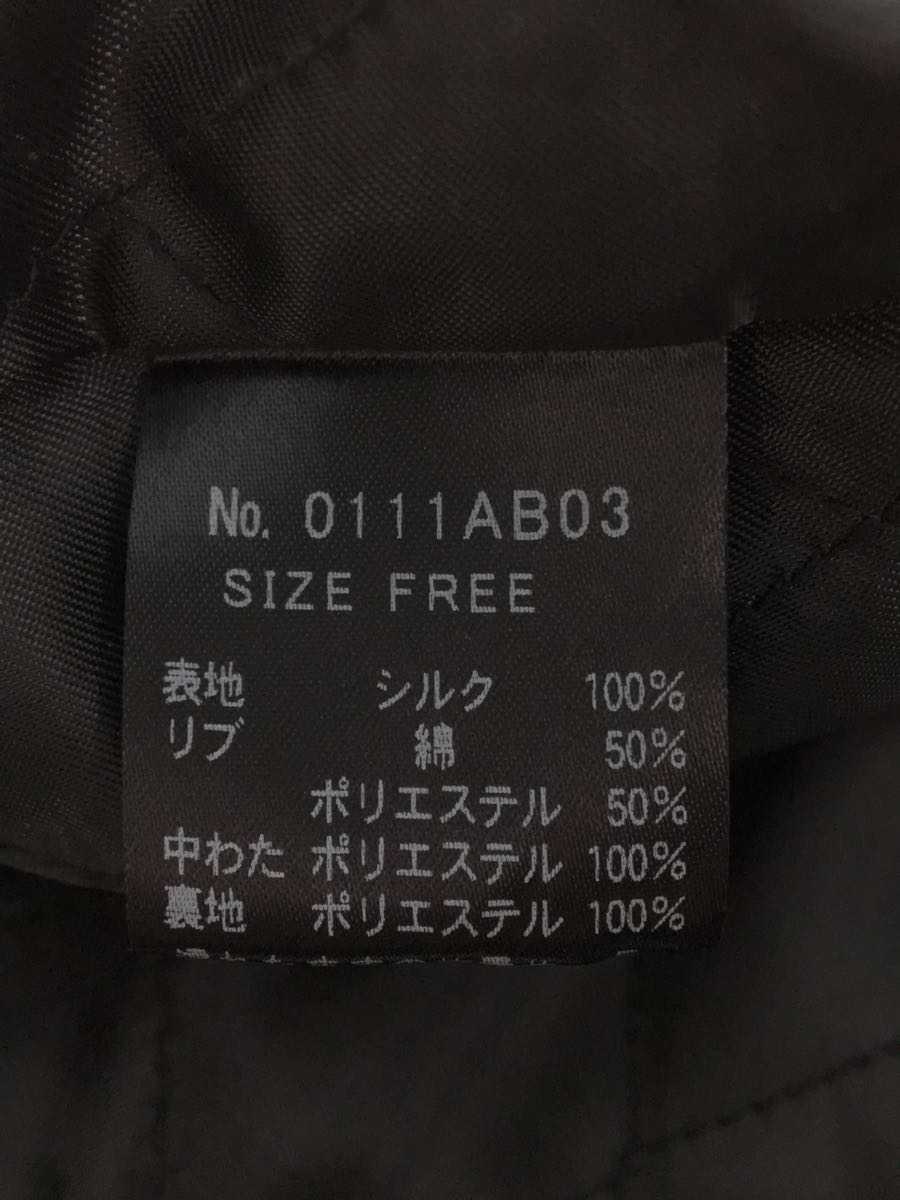 No. 0111AB03
SIZE FREE
表地 シルク 100%
リブ 綿 50%
ポリエステル 50%
中わた ポリエステル 100%
裏地 ポリエステル 100%